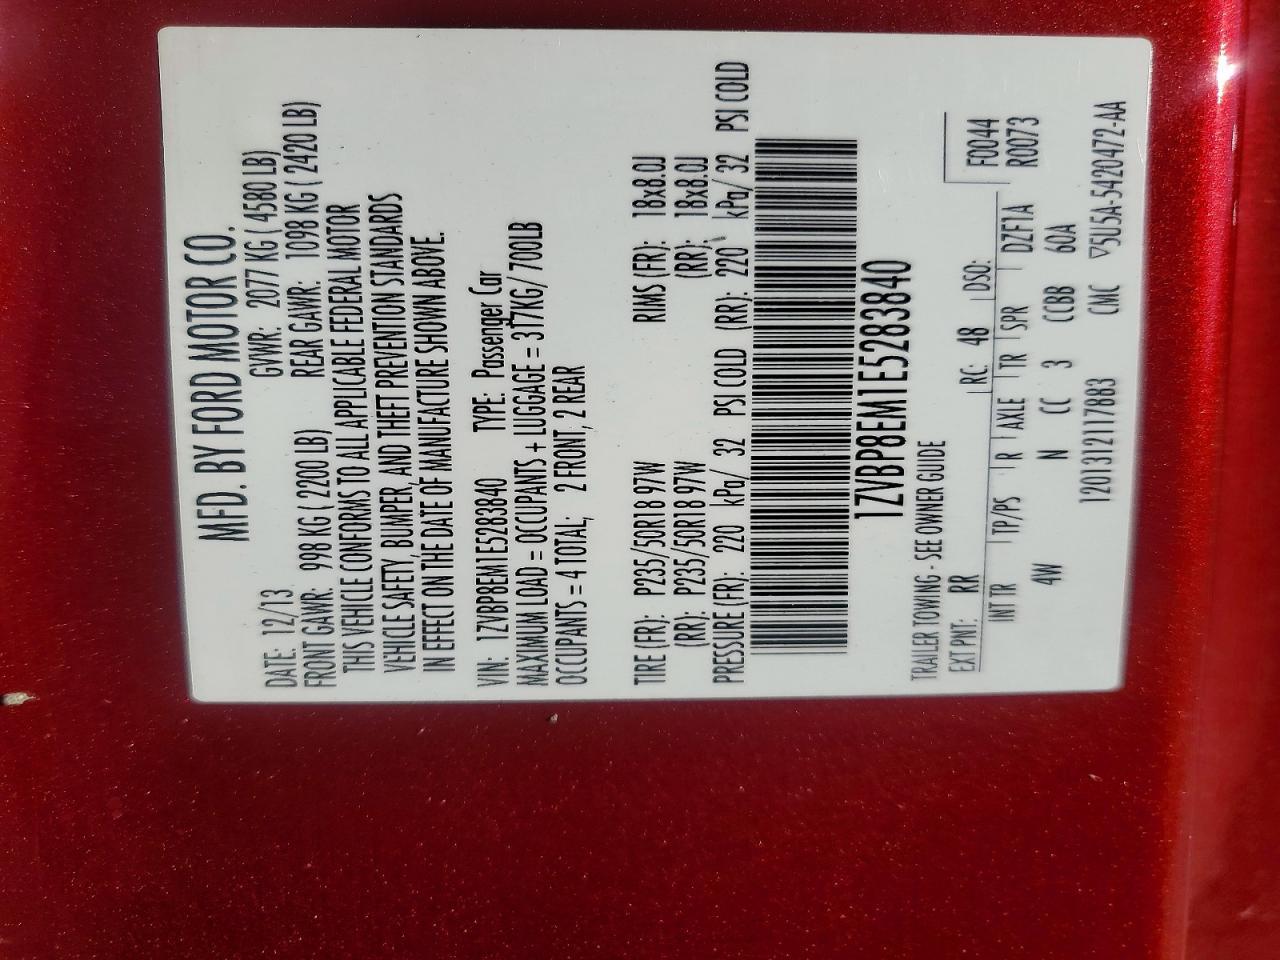 MFD. BY FORD MOTOR CO.
DATE: 12/13 GVWR: 2077 KG ( 4580 LB)
FRONT GAWR: 998 KG ( 2200 LB) REAR GAWR: 1098 KG ( 2420 LB)
THIS VEHICLE CONFORMS TO ALL APPLICABLE FEDERAL MOTOR
VEHICLE SAFETY, BUMPER, AND THEFT PREVENTION STANDARDS
IN EFFECT ON THE DATE OF MANUFACTURE SHOWN ABOVE.
VIN: 1ZVBP8EM1E5283840 TYPE: Passenger Car
MAXIMUM LOAD = OCCUPANTS + LUGGAGE = 317KG/ 700LB
OCCUPANTS = 4 TOTAL; 2 FRONT, 2 REAR
TIRE (FR): P235/50R18 97W RIMS (FR): 18x8.0J
(RR): P235/50R18 97W (RR): 18x8.0J
PRESSURE (FR): 220 kPa/ 32 PSI COLD (RR): 220 kPa/ 32 PSI COLD
1ZVBP8EM1E5283840
TRAILER TOWING - SEE OWNER GUIDE
EXT PNT: RR RC: 48 DSO: F0044
INT TR TP/PS R AXLE TR SPR DZF1A R0073
4W N CC 3 CCBB 60A
1201312117883 CMC ▽5U5A-5420472-AA